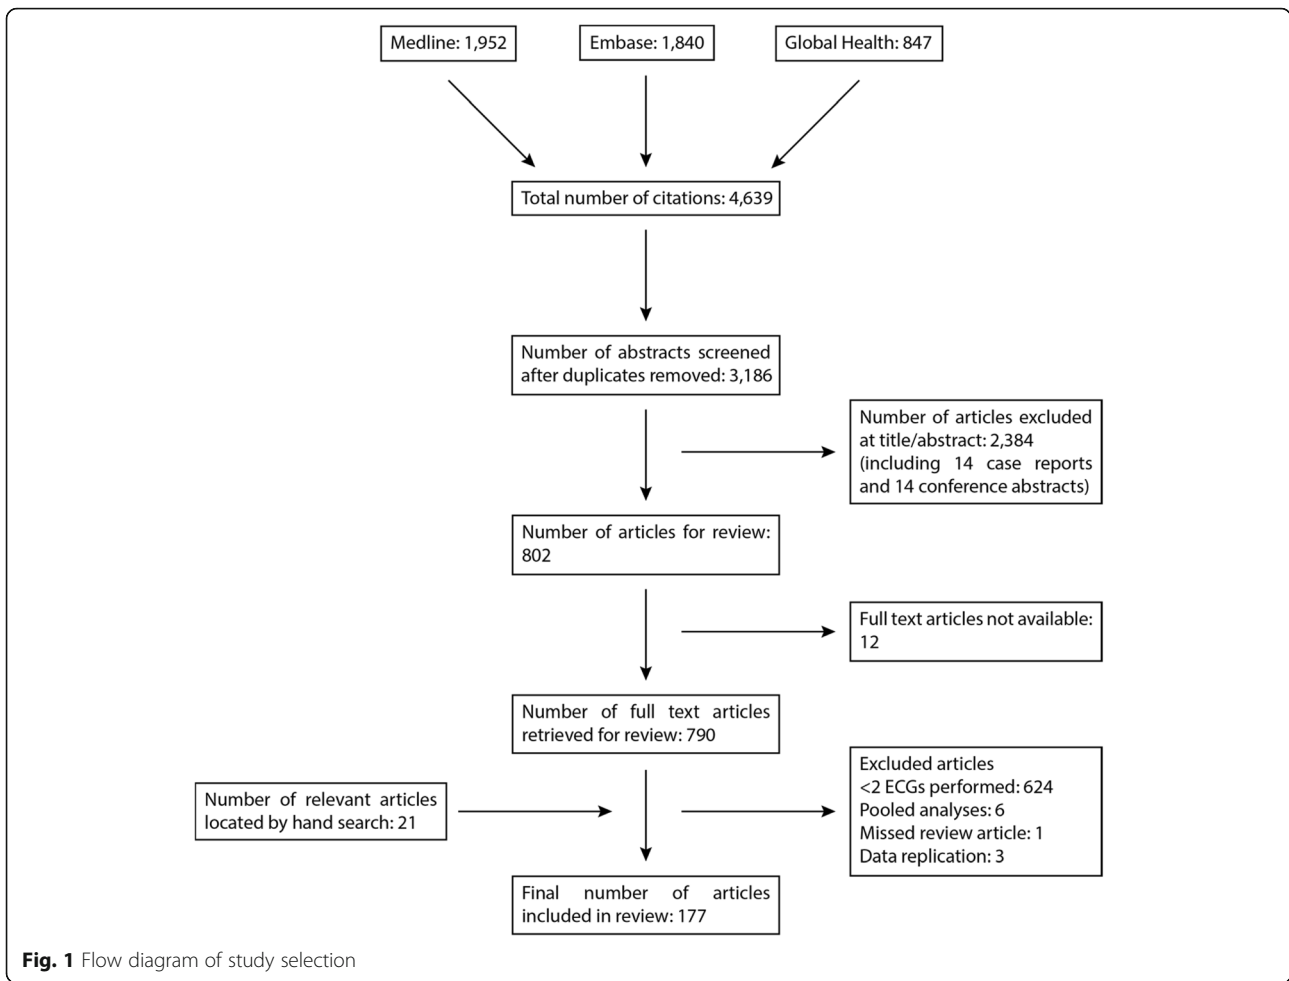 Medline: 1,952
Embase: 1,840
Global Health: 847
Total number of citations: 4,639
Number of abstracts screened
after duplicates removed: 3,186
Number of articles excluded
at title/abstract: 2,384
(including 14 case reports
and 14 conference abstracts)
Number of articles for review:
802
Full text articles not available:
12
Number of full text articles
retrieved for review: 790
Number of relevant articles
located by hand search: 21
Excluded articles
<2 ECGs performed: 624
Pooled analyses: 6
Missed review article: 1
Data replication: 3
Final number of articles
included in review: 177
Fig. 1 Flow diagram of study selection